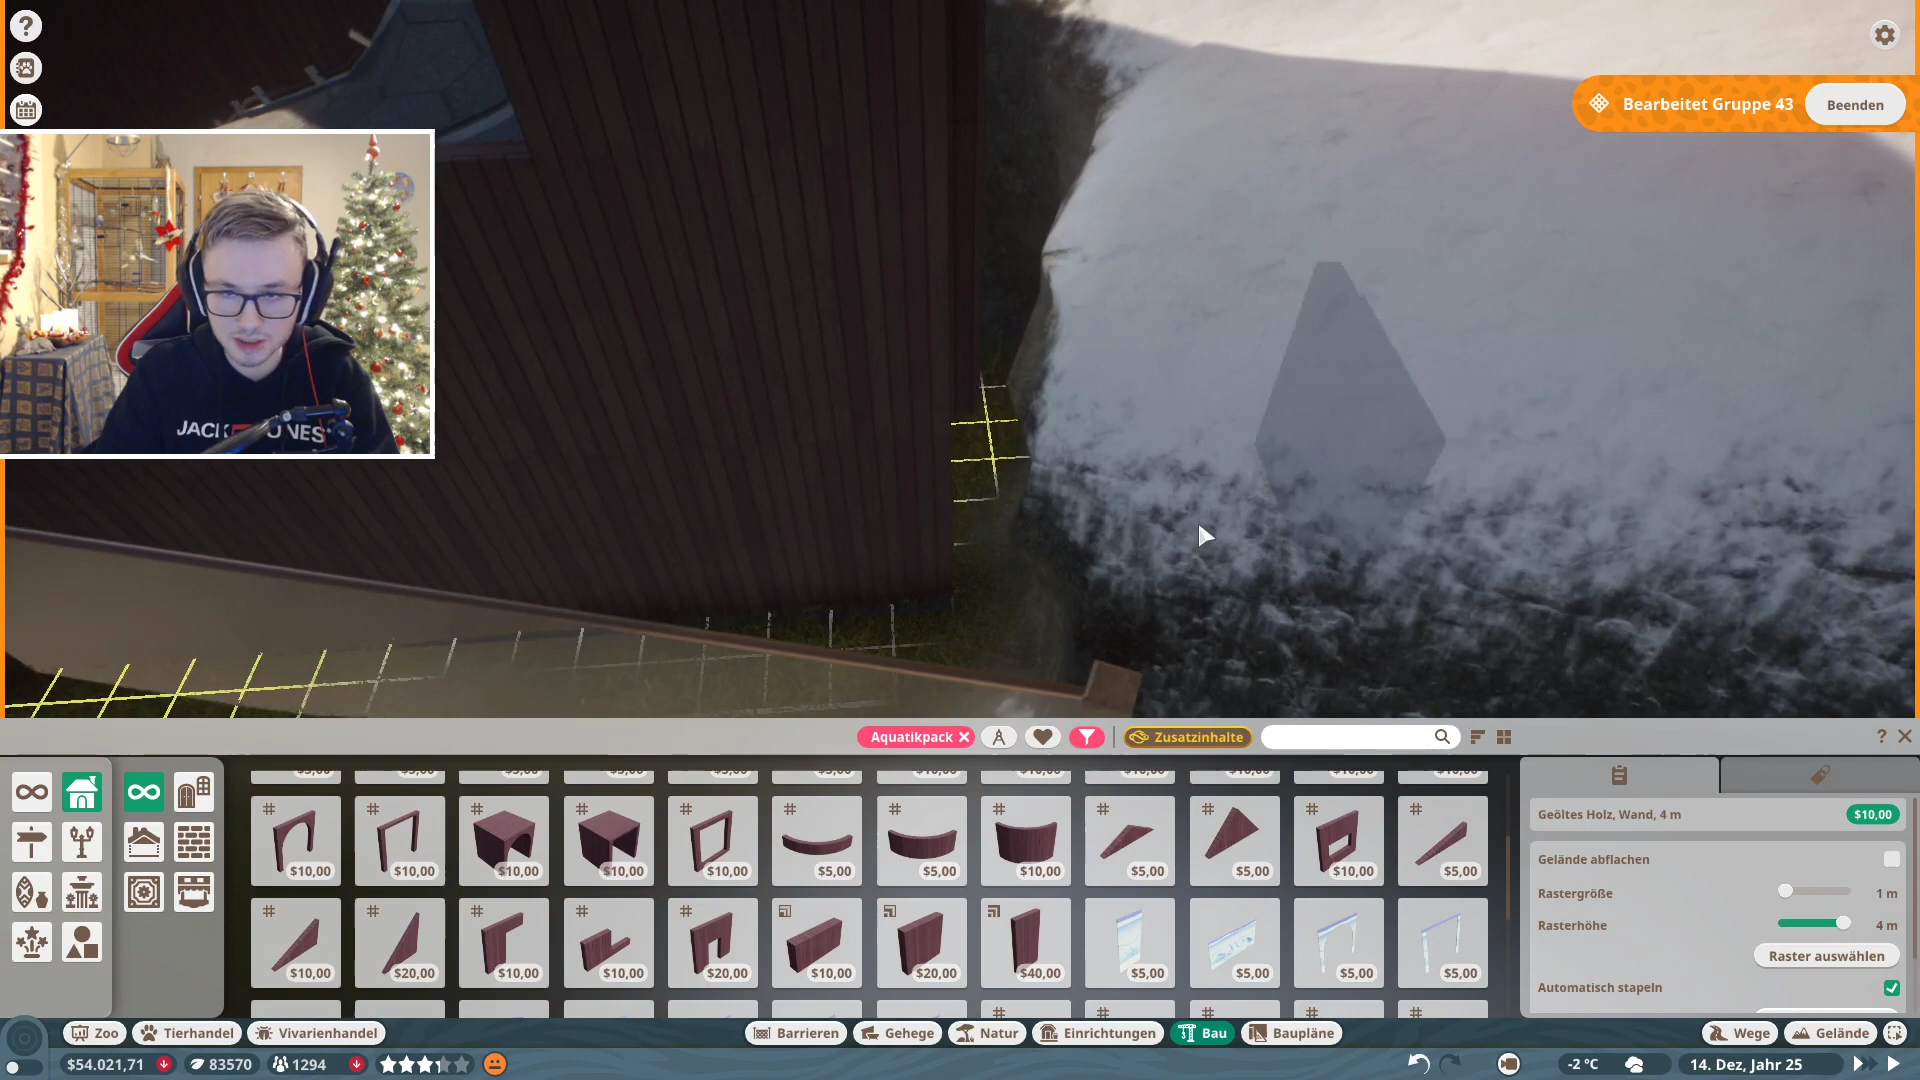 ?
Bearbeitet Gruppe 43
Beenden
Aquatikpack
Zusatzinhalte
?
$10,00 $10,00 $10,00 $10,00 $10,00 $5,00 $5,00 $10,00 $5,00 $5,00 $10,00 $5,00
$10,00 $20,00 $10,00 $10,00 $20,00 $10,00 $20,00 $40,00 $5,00 $5,00 $5,00 $5,00
Geöltes Holz, Wand, 4 m
$10,00
Gelände abflachen
Rastergröße 1 m
Rasterhöhe 4 m
Raster auswählen
Automatisch stapeln
Zoo
Tierhandel
Vivarienhandel
Barrieren
Gehege
Natur
Einrichtungen
Bau
Baupläne
Wege
Gelände
$54.021,71
83570
1294
-2 °C
14. Dez, Jahr 25